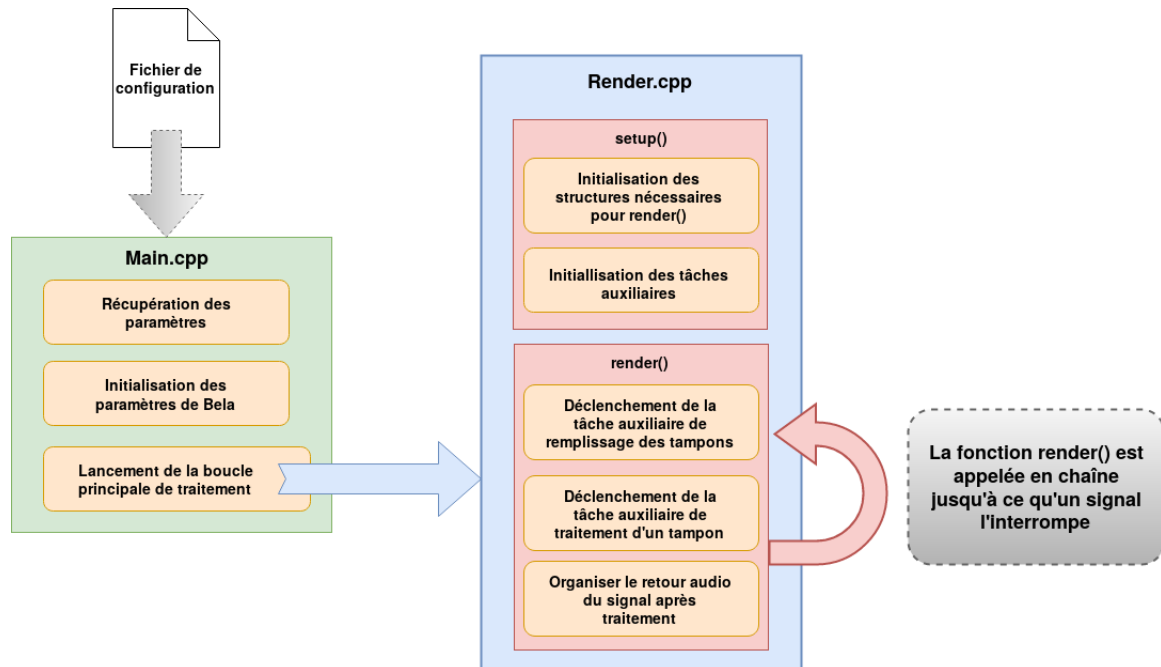 Fichier de
configuration
Main.cpp
Récupération des
paramètres
Initialisation des
paramètres de Bela
Lancement de la boucle
principale de traitement
Render.cpp
setup()
Initialisation des
structures nécessaires
pour render()
Initiallisation des tâches
auxiliaires
render()
Déclenchement de la
tâche auxiliaire de
remplissage des tampons
Déclenchement de la
tâche auxiliaire de
traitement d'un tampon
Organiser le retour audio
du signal après
traitement
La fonction render() est
appelée en chaîne
jusqu'à ce qu'un signal
l'interrompe